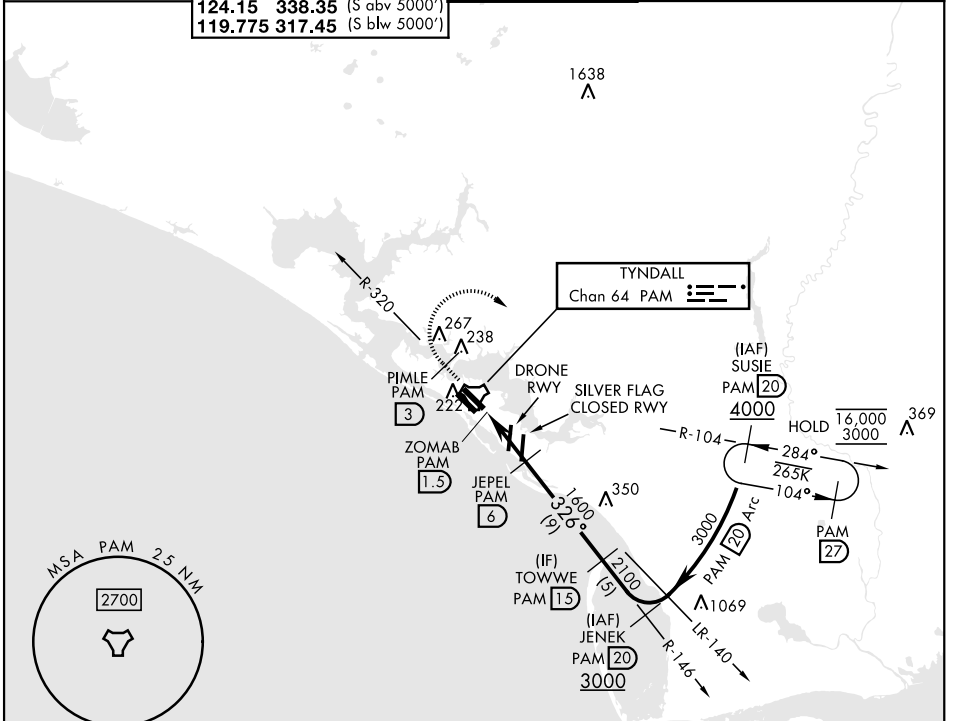 124.15 338.35 (S abv 5000')
119.775 317.45 (S blw 5000')
1638
TYNDALL
Chan 64 PAM
R-320
267
238
PIMLE
PAM
3
222
DRONE
RWY
SILVER FLAG
CLOSED RWY
(IAF)
SUSIE
PAM 20
4000
HOLD
16,000
3000
369
R-104
284°
265K
104°
PAM
27
ZOMAB
PAM
1.5
JEPEL
PAM
6
1600
326°
(9)
350
3000
PAM 20 Arc
(IF)
TOWWE
PAM 15
2100
(5)
1069
(IAF)
JENEK
PAM 20
3000
LR-140
R-146
MSA PAM 25 NM
2700